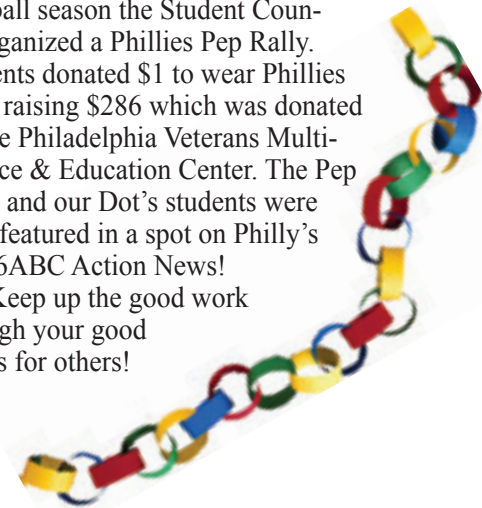 ball season the Student Coun-
ganized a Phillies Pep Rally.
ents donated $1 to wear Phillies
raising $286 which was donated
e Philadelphia Veterans Multi-
ce & Education Center. The Pep
and our Dot's students were
featured in a spot on Philly's
6ABC Action News!
Keep up the good work
gh your good
s for others!